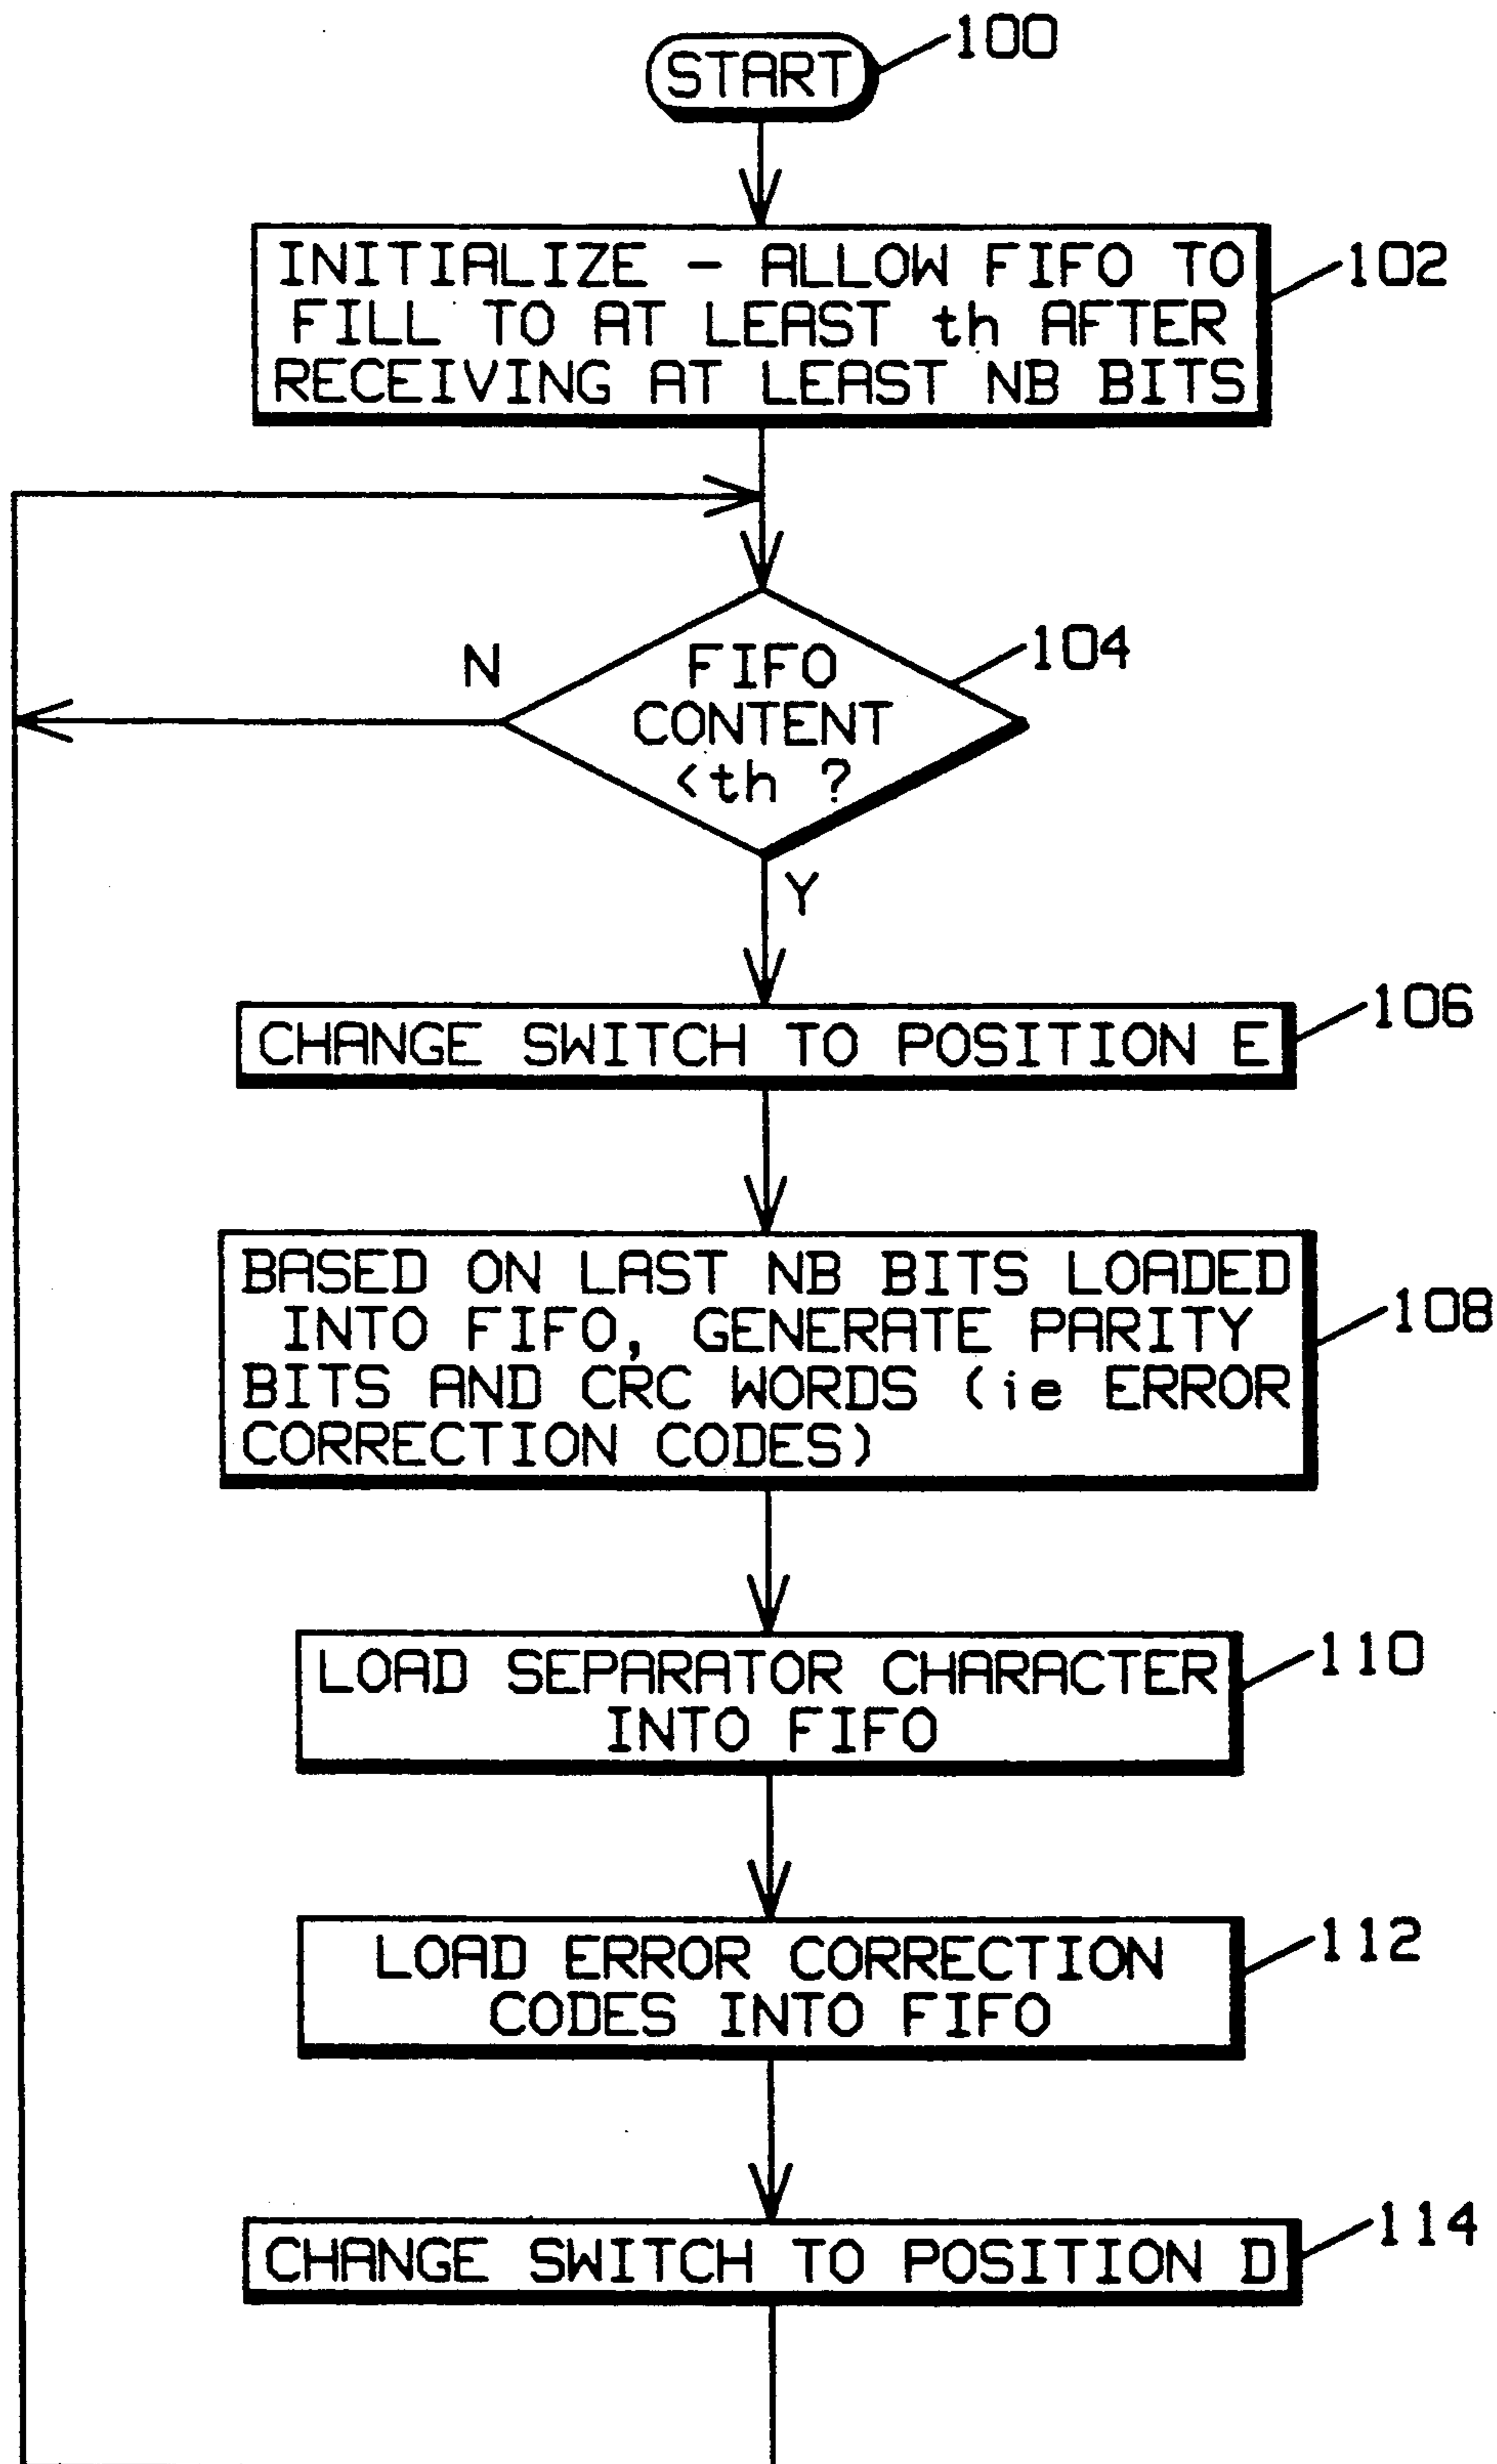 START
100
INITIALIZE - ALLOW FIFO TO
FILL TO AT LEAST th AFTER
RECEIVING AT LEAST NB BITS
102
N
FIFO
CONTENT
<th ?
104
Y
CHANGE SWITCH TO POSITION E
106
BASED ON LAST NB BITS LOADED
INTO FIFO, GENERATE PARITY
BITS AND CRC WORDS (ie ERROR
CORRECTION CODES)
108
LOAD SEPARATOR CHARACTER
INTO FIFO
110
LOAD ERROR CORRECTION
CODES INTO FIFO
112
CHANGE SWITCH TO POSITION D
114